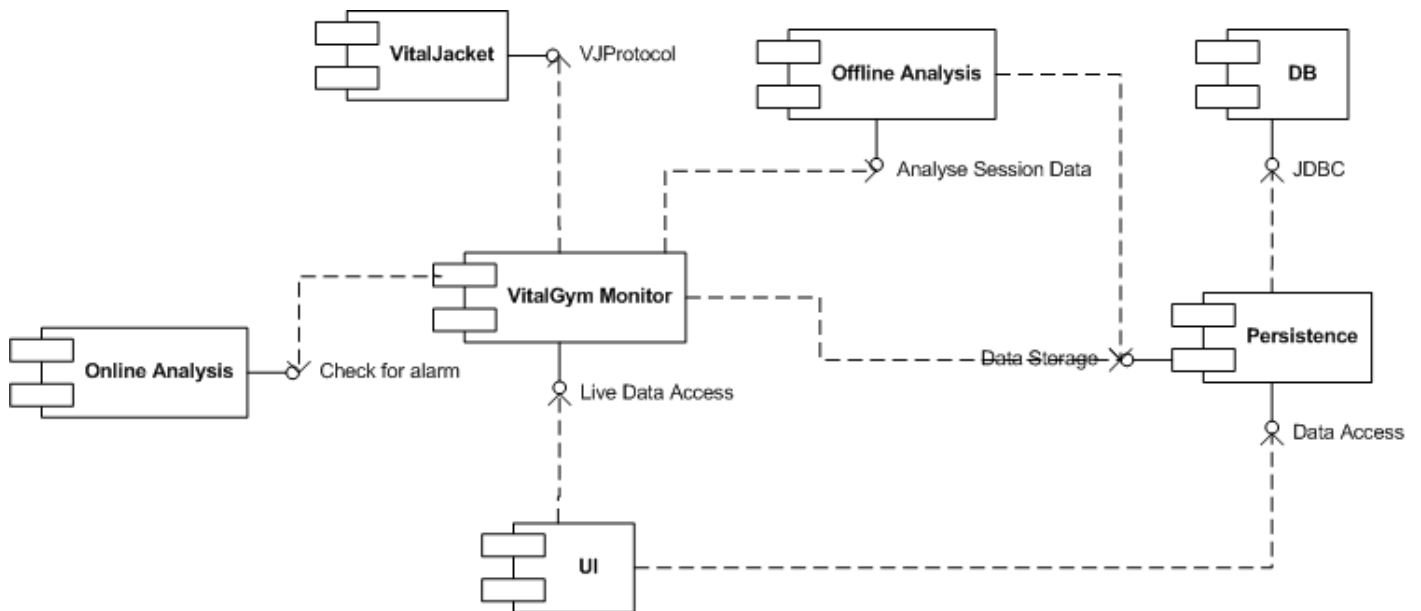 VitalJacket
VJProtocol
Offline Analysis
DB
Analyse Session Data
JDBC
VitalGym Monitor
Online Analysis
Check for alarm
Live Data Access
Data Storage
Persistence
Data Access
UI